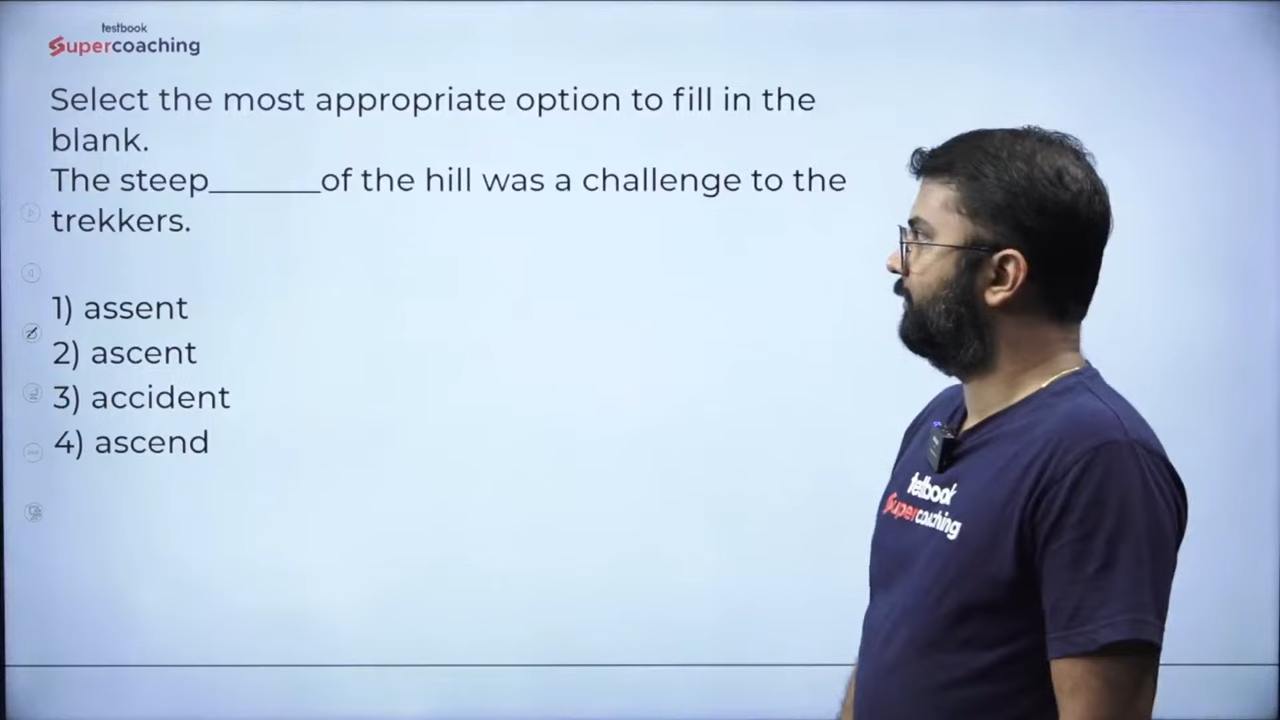 testbook
Supercoaching
Select the most appropriate option to fill in the
blank.
The steep_______of the hill was a challenge to the
trekkers.
1) assent
2) ascent
3) accident
4) ascend
testbook
Supercoaching